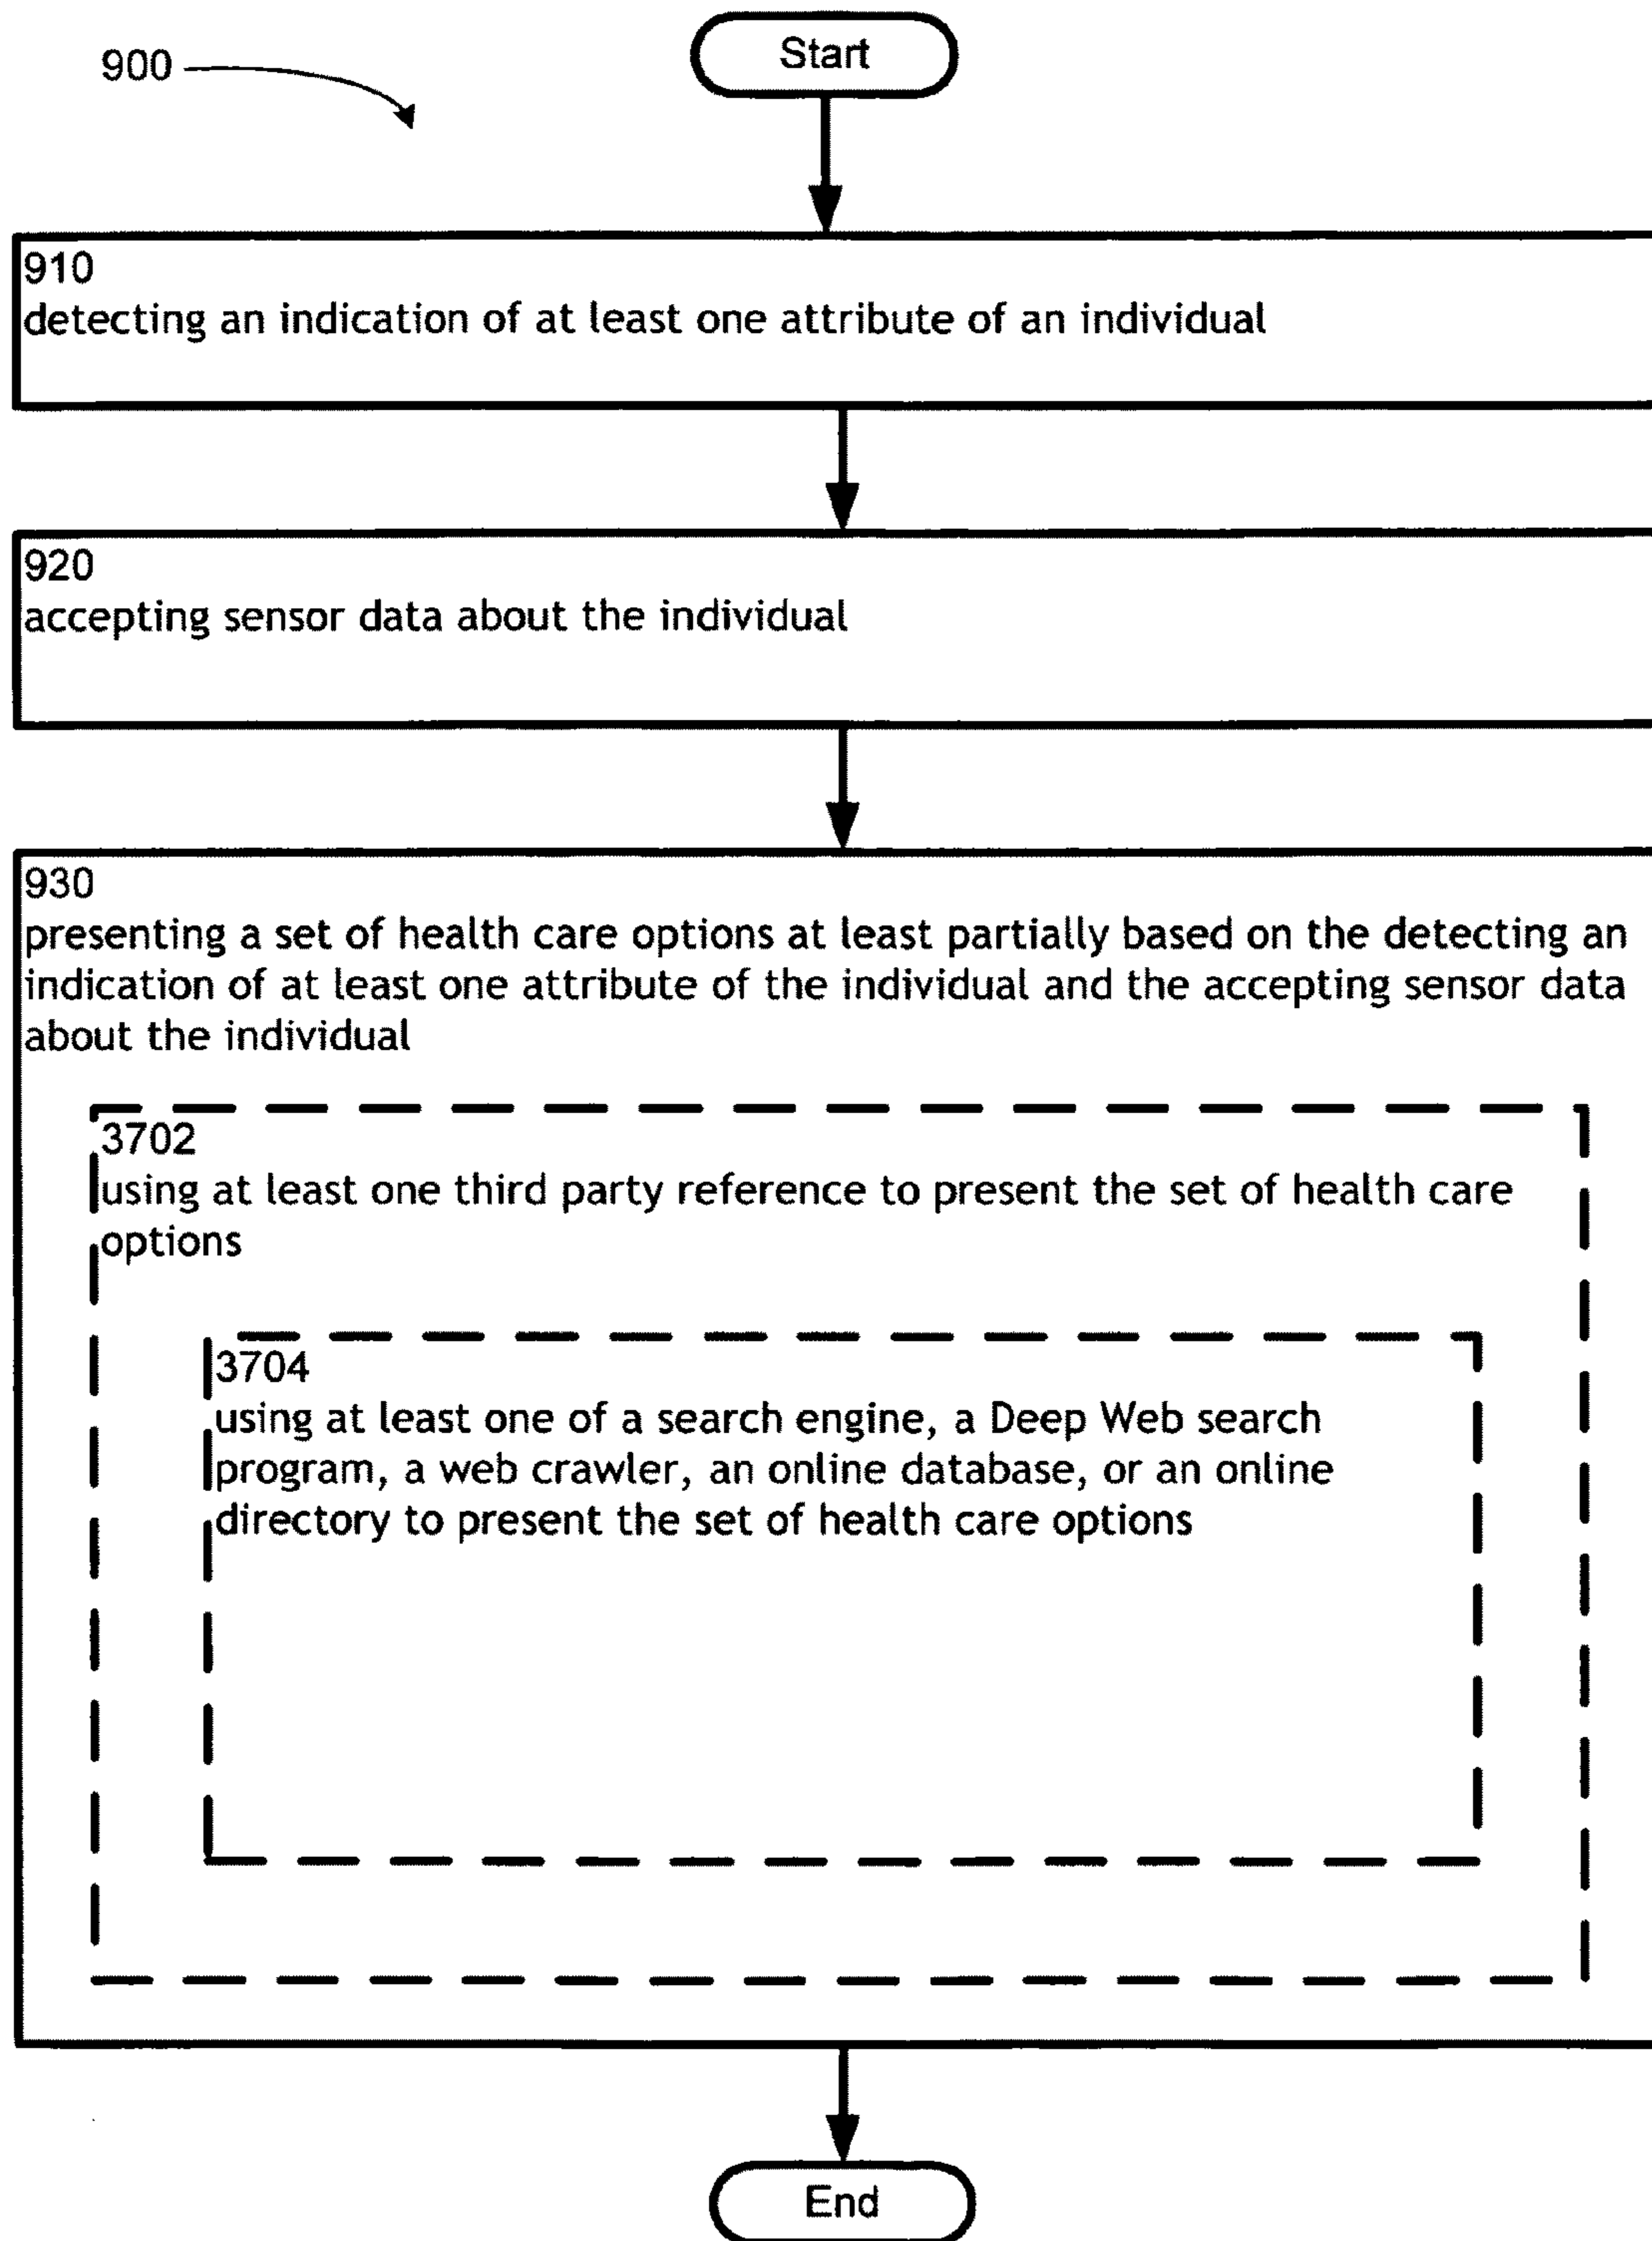 Start
900
910
detecting an indication of at least one attribute of an individual
920
accepting sensor data about the individual
930
presenting a set of health care options at least partially based on the detecting an
indication of at least one attribute of the individual and the accepting sensor data
about the individual
3702
using at least one third party reference to present the set of health care
options
3704
using at least one of a search engine, a Deep Web search
program, a web crawler, an online database, or an online
directory to present the set of health care options
End